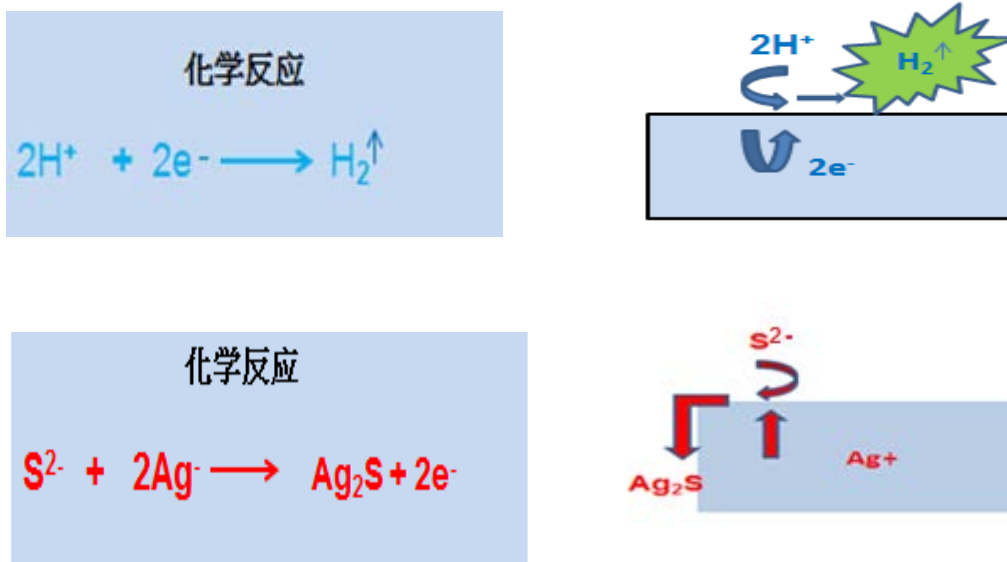 化学反应
2H⁺ + 2e⁻ ⟶ H₂↑
2H⁺
H₂↑
2e⁻
化学反应
S²⁻ + 2Ag⁻ ⟶ Ag₂S + 2e⁻
S²⁻
Ag+
Ag₂S